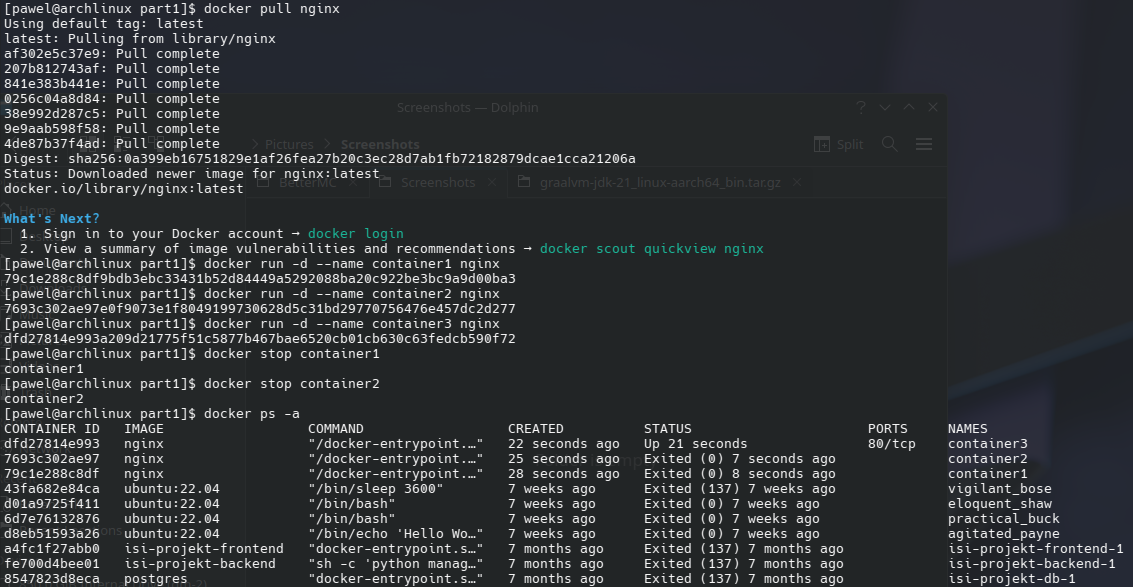 [pawel@archlinux part1]$ docker pull nginx
Using default tag: latest
latest: Pulling from library/nginx
af302e5c37e9: Pull complete
207b812743af: Pull complete
841e383b441e: Pull complete
0256c04a8d84: Pull complete
38e992d287c5: Pull complete
9e9aab598f58: Pull complete
4de87b37f4ad: Pull complete
Digest: sha256:0a399eb16751829e1af26fea27b20c3ec28d7ab1fb72182879dcae1cca21206a
Status: Downloaded newer image for nginx:latest
docker.io/library/nginx:latest
What's Next?
1. Sign in to your Docker account → docker login
2. View a summary of image vulnerabilities and recommendations → docker scout quickview nginx
[pawel@archlinux part1]$ docker run -d --name container1 nginx
79c1e288c8df9bdb3ebc33431b52d84449a5292088ba20c922be3bc9a9d00ba3
[pawel@archlinux part1]$ docker run -d --name container2 nginx
7693c302ae97e0f9073e1f8049199730628d5c31bd29770756476e457dc2d277
[pawel@archlinux part1]$ docker run -d --name container3 nginx
dfd27814e993a209d21775f51c5877b467bae6520cb01cb630c63fedcb590f72
[pawel@archlinux part1]$ docker stop container1
container1
[pawel@archlinux part1]$ docker stop container2
container2
[pawel@archlinux part1]$ docker ps -a
CONTAINER ID   IMAGE                  COMMAND                  CREATED          STATUS                      PORTS     NAMES
dfd27814e993   nginx                  "/docker-entrypoint.…"   22 seconds ago   Up 21 seconds               80/tcp    container3
7693c302ae97   nginx                  "/docker-entrypoint.…"   25 seconds ago   Exited (0) 7 seconds ago              container2
79c1e288c8df   nginx                  "/docker-entrypoint.…"   28 seconds ago   Exited (0) 8 seconds ago              container1
43fa682e84ca   ubuntu:22.04           "/bin/sleep 3600"        7 weeks ago      Exited (137) 7 weeks ago              vigilant_bose
d01a9725f411   ubuntu:22.04           "/bin/bash"              7 weeks ago      Exited (0) 7 weeks ago                eloquent_shaw
6d7e76132876   ubuntu:22.04           "/bin/bash"              7 weeks ago      Exited (0) 7 weeks ago                practical_buck
d8eb51593a26   ubuntu:22.04           "/bin/echo 'Hello Wo…"   7 weeks ago      Exited (0) 7 weeks ago                agitated_payne
a4fc1f27abb0   isi-projekt-frontend   "docker-entrypoint.s…"   7 months ago     Exited (137) 7 months ago             isi-projekt-frontend-1
fe700d4bee01   isi-projekt-backend    "sh -c 'python manag…"   7 months ago     Exited (137) 7 months ago             isi-projekt-backend-1
854782398ecc   postgres               "docker-entrypoint.s…"   7 months ago     Exited (137) 7 months ago             isi-projekt-db-1
Screenshots — Dolphin
Pictures > Screenshots
Split
BetterMC
Screenshots
graalvm-jdk-21_linux-aarch64_bin.tar.gz
Home